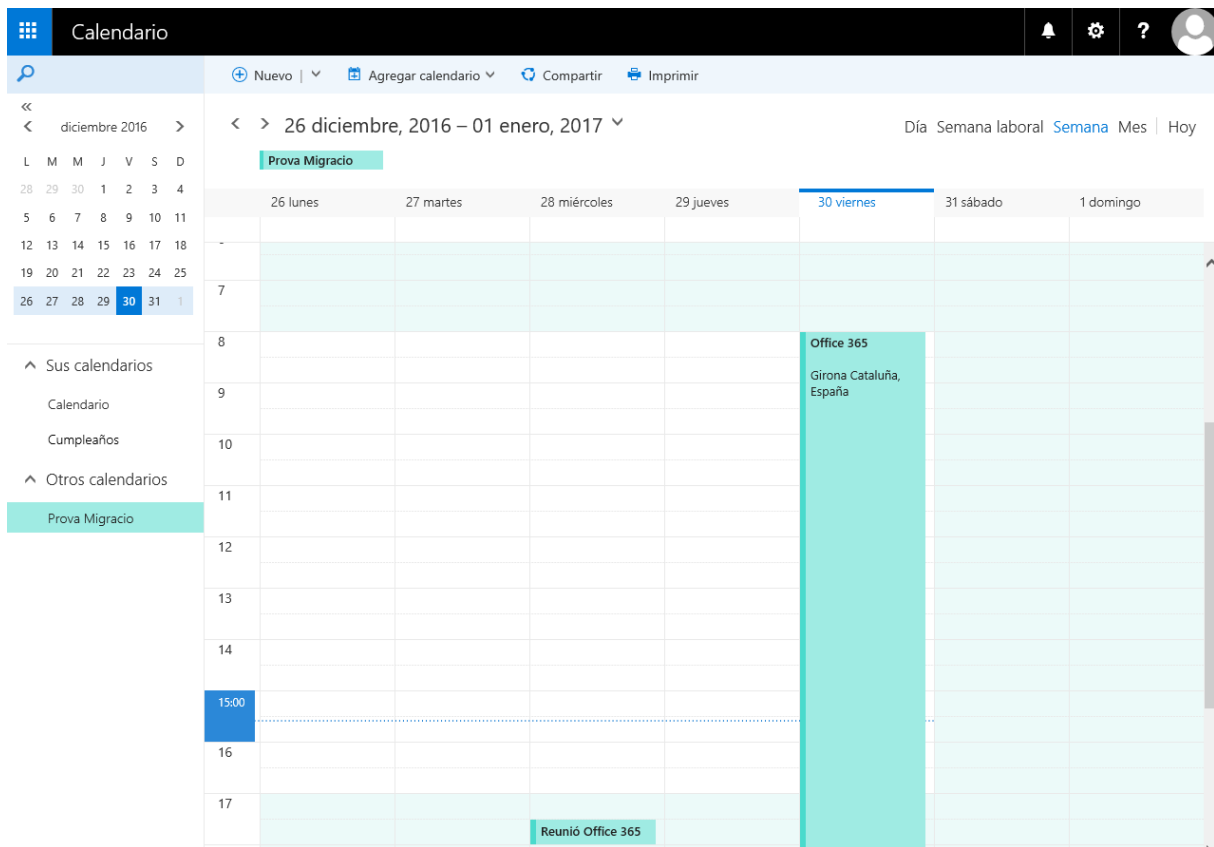 Calendario
Nuevo | Agregar calendario Compartir Imprimir
diciembre 2016
L M M J V S D
28 29 30 1 2 3 4
5 6 7 8 9 10 11
12 13 14 15 16 17 18
19 20 21 22 23 24 25
26 27 28 29 30 31 1
Sus calendarios
Calendario
Cumpleaños
Otros calendarios
Prova Migracio
26 diciembre, 2016 – 01 enero, 2017
Día Semana laboral Semana Mes | Hoy
Prova Migracio
26 lunes 27 martes 28 miércoles 29 jueves 30 viernes 31 sábado 1 domingo
7
8
Office 365
Girona Cataluña,
España
9
10
11
12
13
14
15:00
16
17
Reunió Office 365